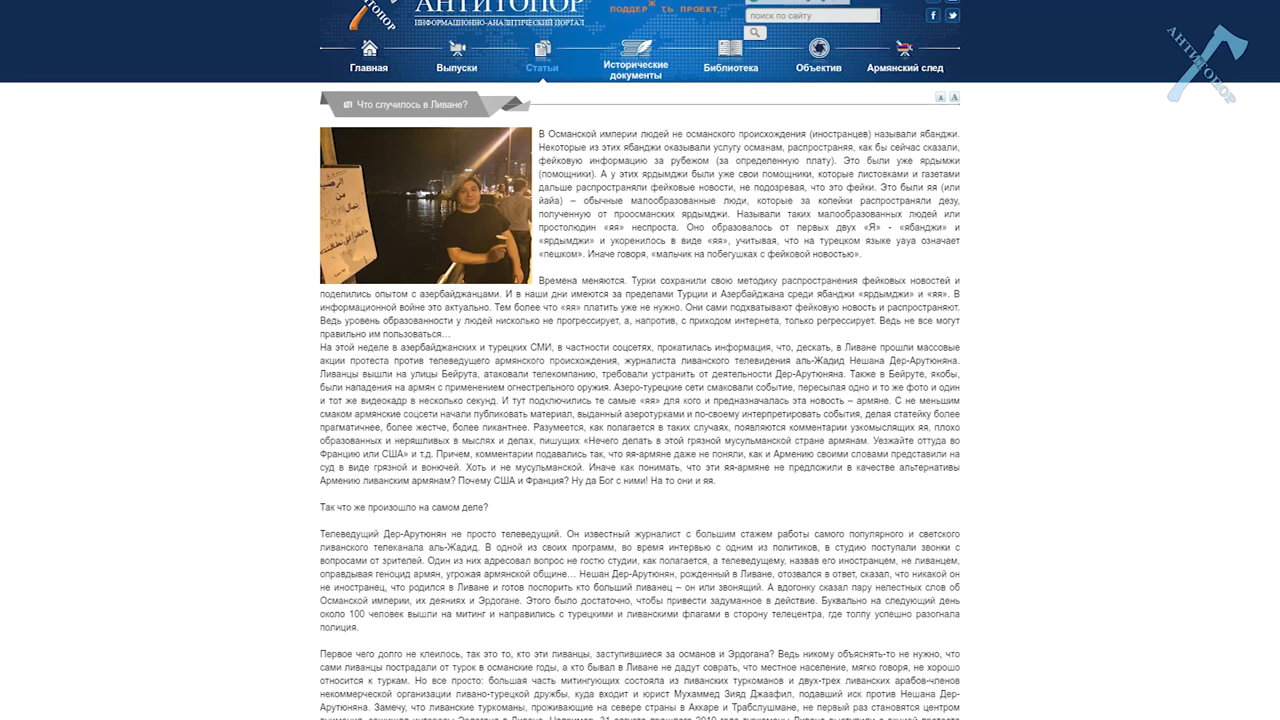 АНТИТОПОР
ИНФОРМАЦИОННО-АНАЛИТИЧЕСКИЙ ПОРТАЛ
поиск по сайту
Главная
Выпуски
Статьи
Исторические
документы
Библиотека
Объектив
Армянский след
АНТИТОПОР
Что случилось в Ливане?
A A
В Османской империи людей не османского происхождения (иностранцев) называли ябанджи.
Некоторые из этих ябанджи оказывали услугу османам, распространяя, как бы сейчас сказали,
фейковую информацию за рубежом (за определенную плату). Это были уже ярдымжи
(помощники). А у этих ярдымджи были уже свои помощники, которые листовками и газетами
дальше распространяли фейковые новости, не подозревая, что это фейки. Это были яя (или
йайа) – обычные малообразованные люди, которые за копейки распространяли дезу,
полученную от проосманских ярдымджи. Называли таких малообразованных людей или
простолюдин «яя» неспроста. Оно образовалось от первых двух «Я» - «ябанджи» и
«ярдымджи» и укоренилось в виде «яя», учитывая, что на турецком языке yaya означает
«пешком». Иначе говоря, «мальчик на побегушках с фейковой новостью».
Времена меняются. Турки сохранили свою методику распространения фейковых новостей и
поделились опытом с азербайджанцами. И в наши дни имеются за пределами Турции и Азербайджана среди ябанджи «ярдымджи» и «яя». В
информационной войне это актуально. Тем более что «яя» платить уже не нужно. Они сами подхватывают фейковую новость и распространяют.
Ведь уровень образованности у людей нисколько не прогрессирует, а, напротив, с приходом интернета, только регрессирует. Ведь не все могут
правильно им пользоваться…
На этой неделе в азербайджанских и турецких СМИ, в частности соцсетях, прокатилась информация, что, дескать, в Ливане прошли массовые
акции протеста против телеведущего армянского происхождения, журналиста ливанского телевидения аль-Жадид Нешана Дер-Арутюняна.
Ливанцы вышли на улицы Бейрута, атаковали телекомпанию, требовали устранить от деятельности Дер-Арутюняна. Также в Бейруте, якобы,
были нападения на армян с применением огнестрельного оружия. Азеро-турецкие сети смаковали событие, пересылая одно и то же фото и один
и тот же видеокадр в несколько секунд. И тут подключились те самые «яя» для кого и предназначалась эта новость – армяне. С не меньшим
смаком армянские соцсети начали публиковать материал, выданный азеротурками и по-своему интерпретировать события, делая статейку более
прагматичнее, более жестче, более пикантнее. Разумеется, как полагается в таких случаях, появляются комментарии узкомыслящих яя, плохо
образованных и неряшливых в мыслях и делах, пишущих «Нечего делать в этой грязной мусульманской стране армянам. Уезжайте оттуда во
Францию или США» и т.д. Причем, комментарии подавались так, что яя-армяне даже не поняли, как и Армению своими словами представили на
суд в виде грязной и вонючей. Хоть и не мусульманской. Иначе как понимать, что эти яя-армяне не предложили в качестве альтернативы
Армению ливанским армянам? Почему США и Франция? Ну да Бог с ними! На то они и яя.
Так что же произошло на самом деле?
Телеведущий Дер-Арутюнян не просто телеведущий. Он известный журналист с большим стажем работы самого популярного и светского
ливанского телеканала аль-Жадид. В одной из своих программ, во время интервью с одним из политиков, в студию поступали звонки с
вопросами от зрителей. Один из них адресовал вопрос не гостю студии, как полагается, а телеведущему, назвав его иностранцем, не ливанцем,
оправдывая геноцид армян, угрожая армянской общине… Нешан Дер-Арутюнян, рожденный в Ливане, отозвался в ответ, сказал, что никакой он
не иностранец, что родился в Ливане и готов поспорить кто больший ливанец – он или звонящий. А вдогонку сказал пару нелестных слов об
Османской империи, их деяниях и Эрдогане. Этого было достаточно, чтобы привести задуманное в действие. Буквально на следующий день
около 100 человек вышли на митинг и направились с турецкими и ливанскими флагами в сторону телецентра, где толпу успешно разогнала
полиция.
Первое чего долго не клеилось, так это то, кто эти ливанцы, заступившиеся за османов и Эрдогана? Ведь никому объяснять-то не нужно, что
сами ливанцы пострадали от турок в османские годы, а кто бывал в Ливане не дадут соврать, что местное население, мягко говоря, не хорошо
относится к туркам. Но все просто: большая часть митингующих состояла из ливанских туркоманов и двух-трех ливанских арабов-членов
некоммерческой организации ливано-турецкой дружбы, куда входит и юрист Мухаммед Зияд Джаафил, подавший иск против Нешана Дер-
Арутюняна. Замечу, что ливанские туркоманы, проживающие на севере страны в Аккаре и Трабслушмане, не первый раз становятся центром